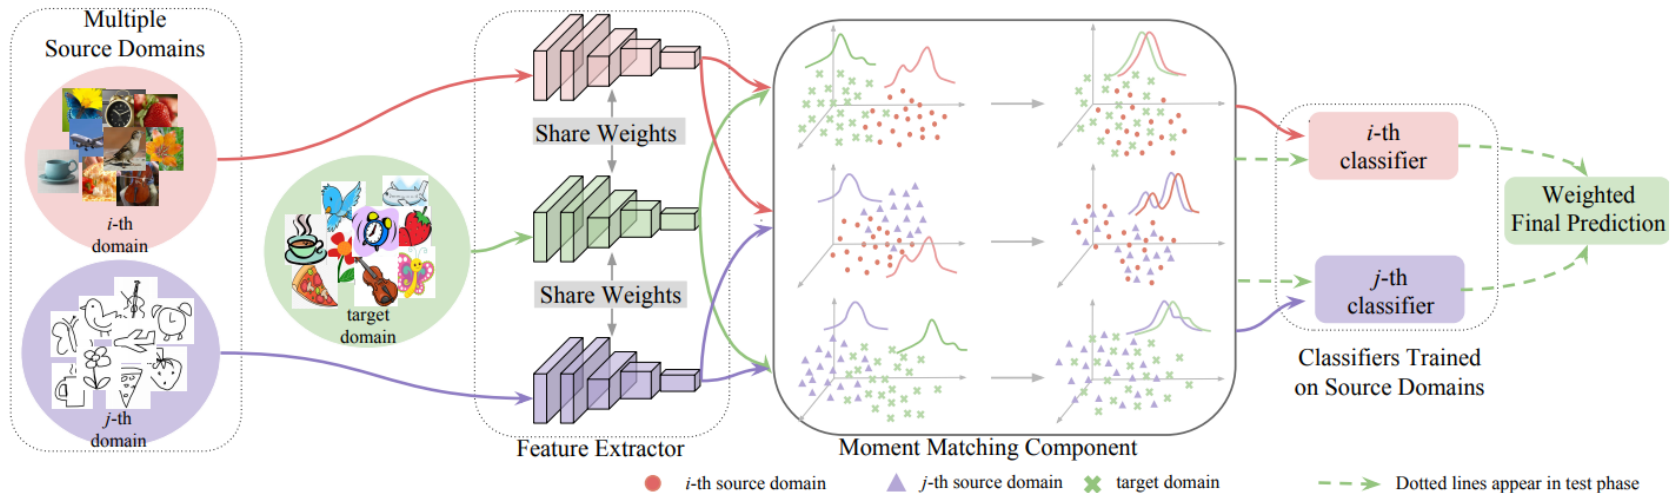 Multiple
Source Domains
i-th
domain
j-th
domain
target
domain
Share Weights
Share Weights
Feature Extractor
Moment Matching Component
i-th
classifier
j-th
classifier
Classifiers Trained
on Source Domains
Weighted
Final Prediction
i-th source domain
j-th source domain
target domain
Dotted lines appear in test phase